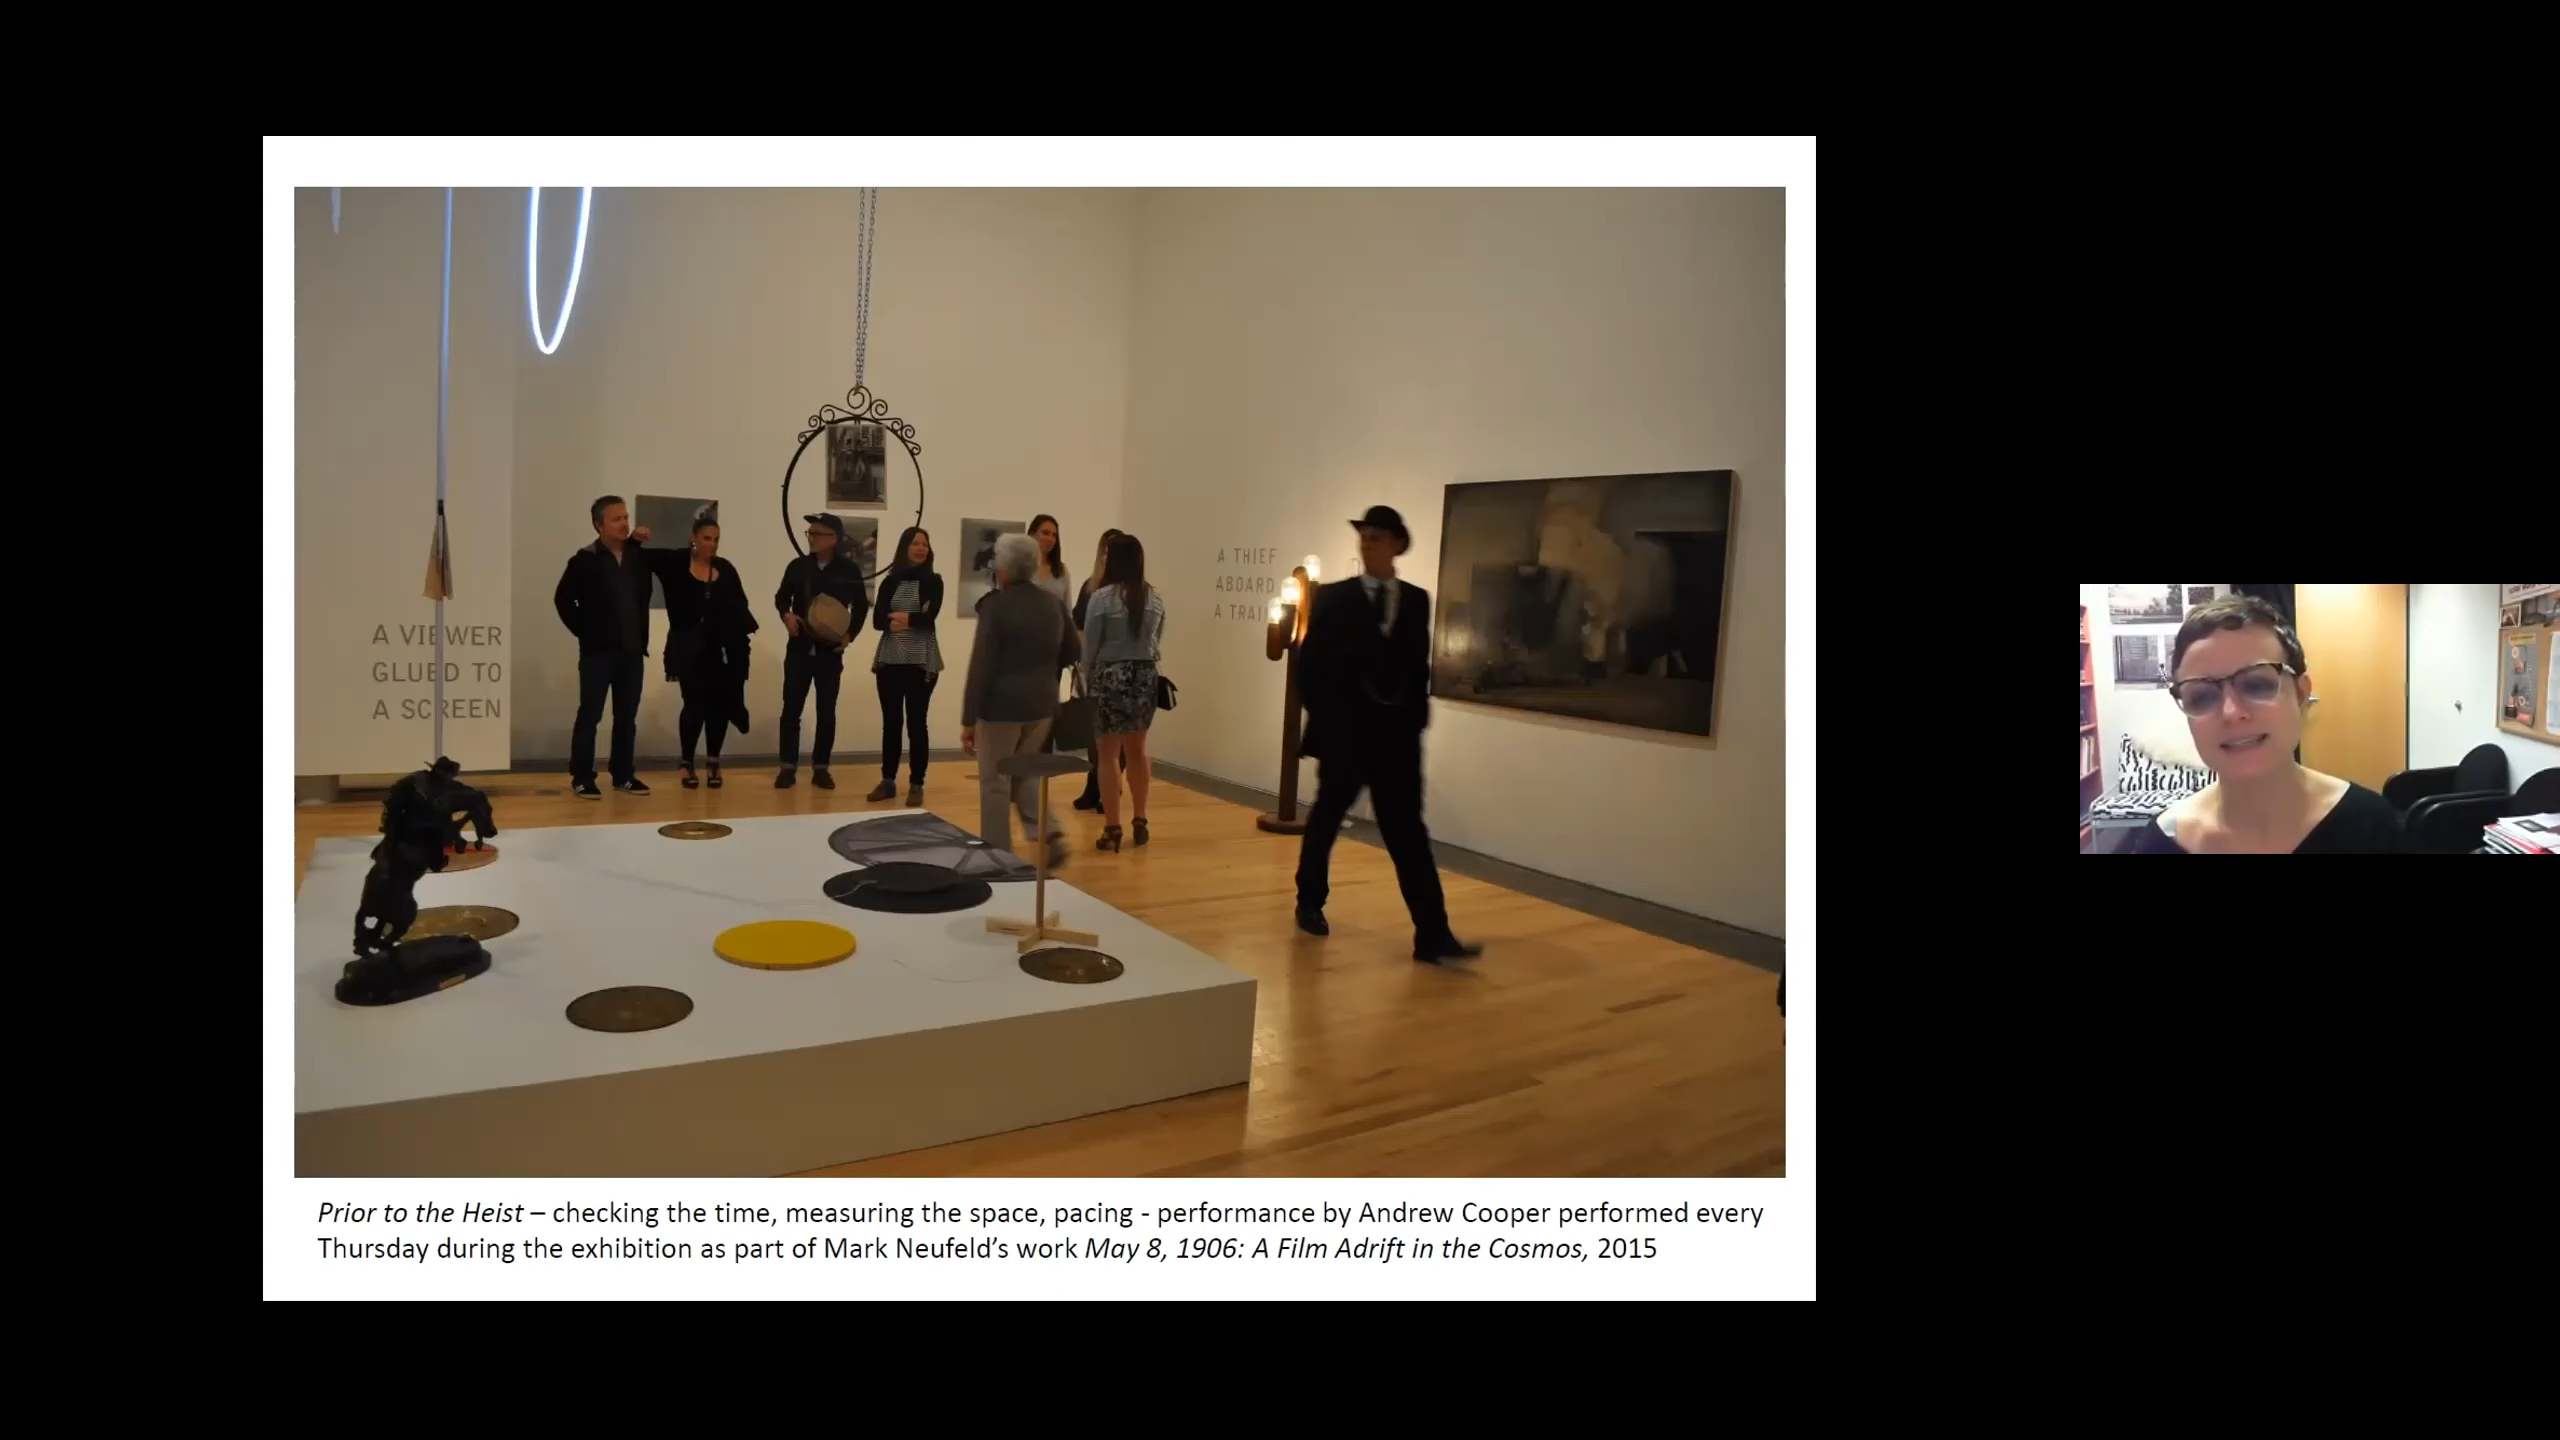 A VIEWER
GLUED TO
A SCREEN
A THIEF
ABOARD
A TRAI
Prior to the Heist – checking the time, measuring the space, pacing - performance by Andrew Cooper performed every
Thursday during the exhibition as part of Mark Neufeld’s work May 8, 1906: A Film Adrift in the Cosmos, 2015